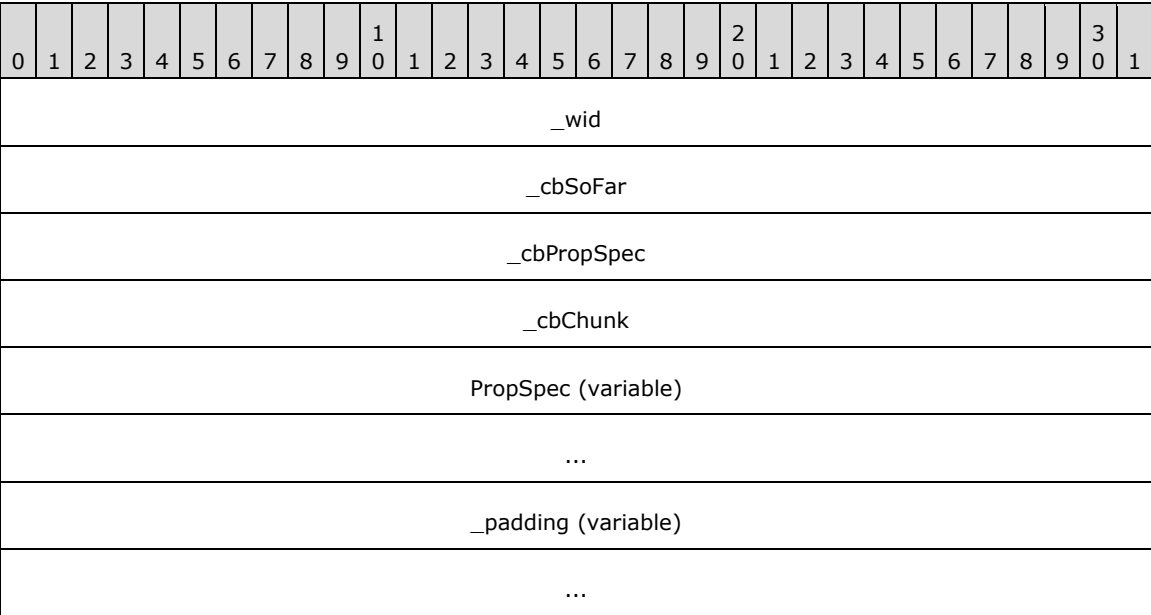 1 2 3
0 1 2 3 4 5 6 7 8 9 0 1 2 3 4 5 6 7 8 9 0 1 2 3 4 5 6 7 8 9 0 1
_wid
_cbSoFar
_cbPropSpec
_cbChunk
PropSpec (variable)
...
_padding (variable)
...